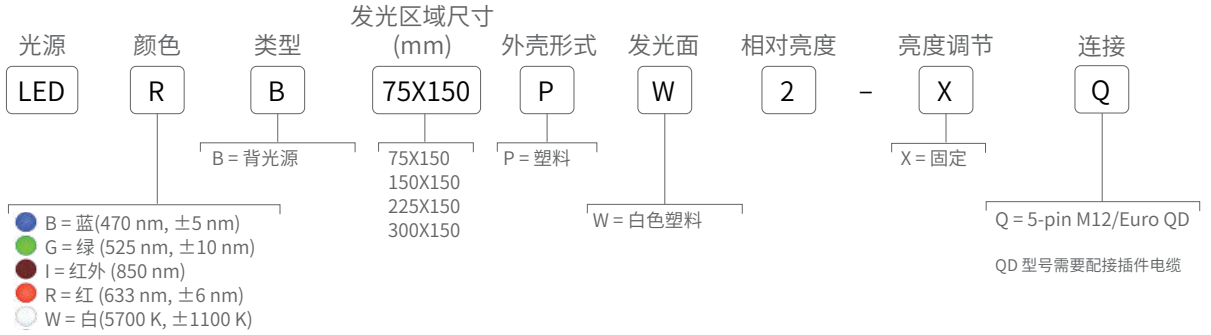 光源 颜色 类型 发光区域尺寸 (mm) 外壳形式 发光面 相对亮度 亮度调节 连接
LED R B 75X150 P W 2 – X Q
B = 背光源
75X150
150X150
225X150
300X150
P = 塑料
X = 固定
B = 蓝(470 nm, ±5 nm)
G = 绿 (525 nm, ±10 nm)
I = 红外 (850 nm)
R = 红 (633 nm, ±6 nm)
W = 白(5700 K, ±1100 K)
W = 白色塑料
Q = 5-pin M12/Euro QD
QD 型号需要配接插件电缆